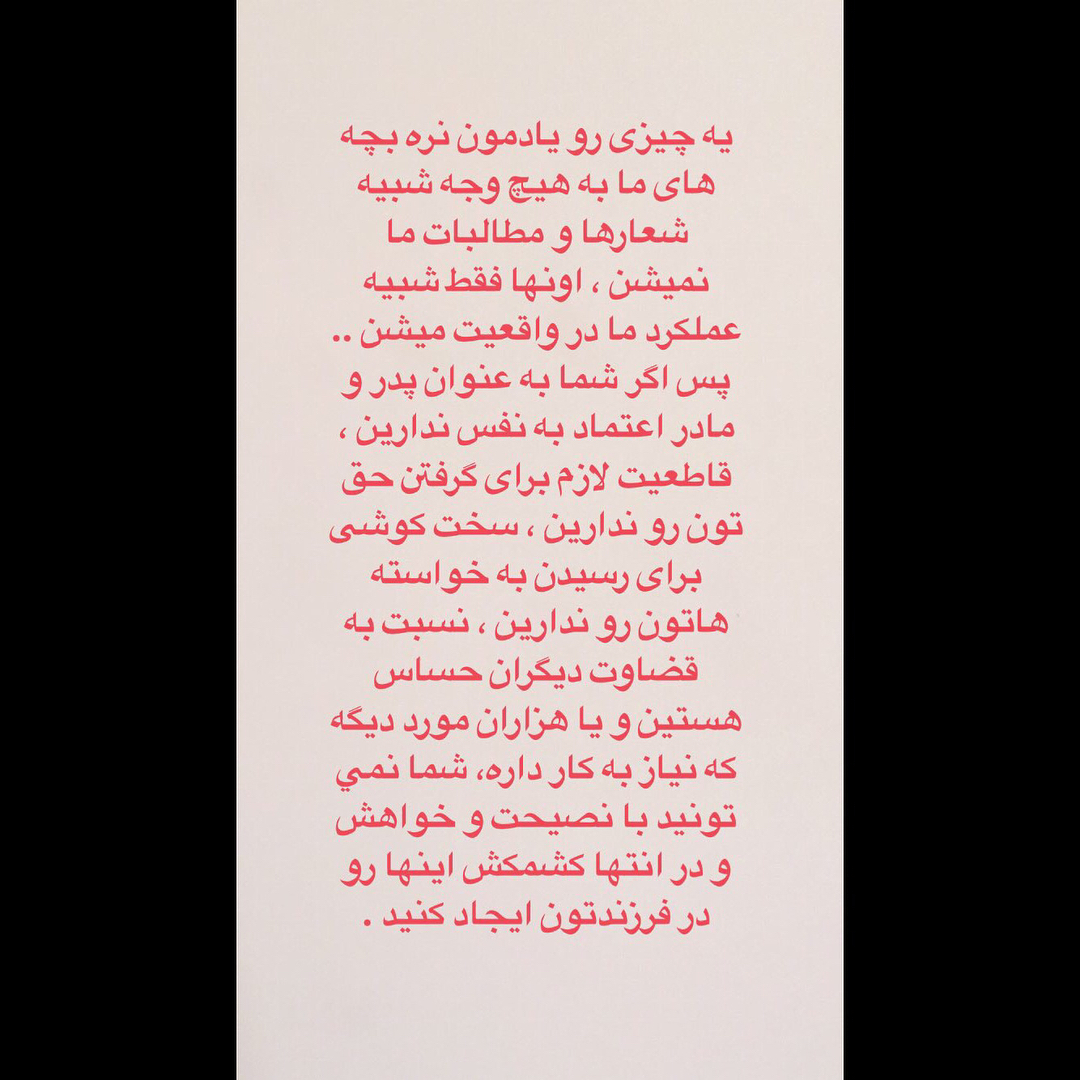 یه چیزی رو یادمون نره بچه
های ما به هیچ وجه شبیه
شعارها و مطالبات ما
نمیشن ، اونها فقط شبیه
عملکرد ما در واقعیت میشن ..
پس اگر شما به عنوان پدر و
مادر اعتماد به نفس ندارین ،
قاطعیت لازم برای گرفتن حق
تون رو ندارین ، سخت کوشی
برای رسیدن به خواسته
هاتون رو ندارین ، نسبت به
قضاوت دیگران حساس
هستین و یا هزاران مورد دیگه
که نیاز به کار داره، شما نمي
تونید با نصیحت و خواهش
و در انتها کشمکش اینها رو
در فرزندتون ایجاد کنید .